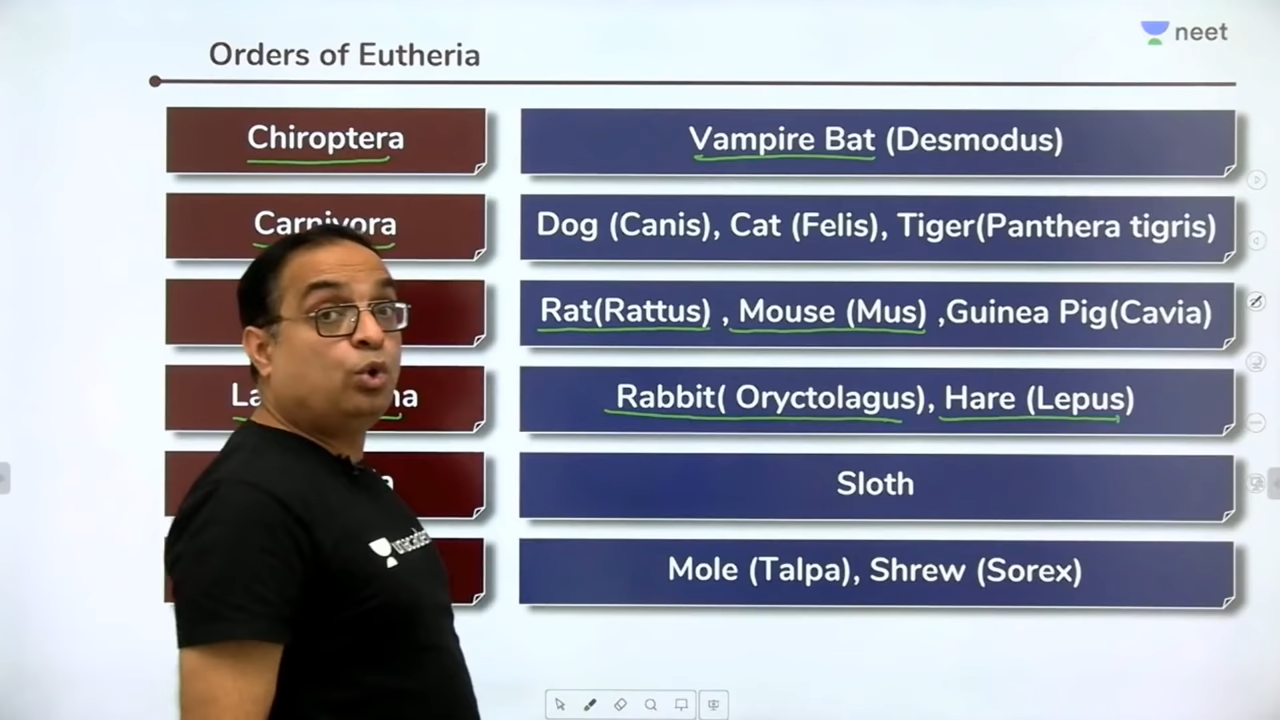 neet
Orders of Eutheria
Chiroptera
Vampire Bat (Desmodus)
Carnivora
Dog (Canis), Cat (Felis), Tiger(Panthera tigris)
Rat(Rattus) , Mouse (Mus) ,Guinea Pig(Cavia)
Rabbit( Oryctolagus), Hare (Lepus)
Sloth
Mole (Talpa), Shrew (Sorex)